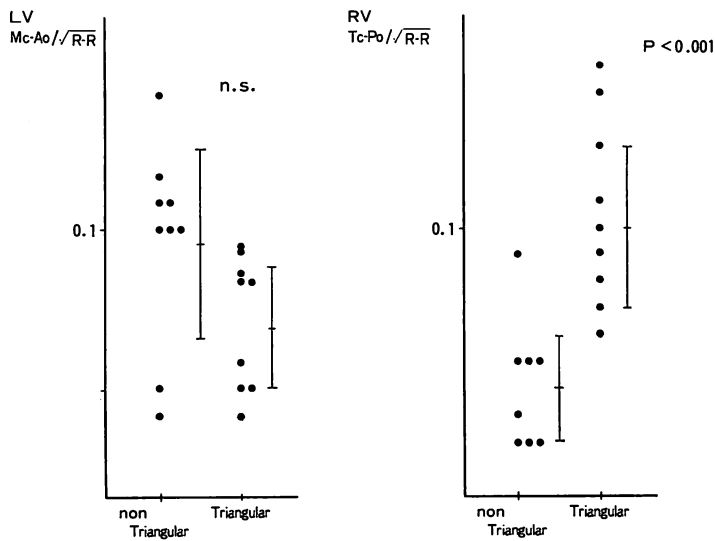 LV
Mc-Ao/√R-R
n.s.
0.1
non
Triangular
Triangular
RV
Tc-Po/√R-R
P < 0.001
0.1
non
Triangular
Triangular